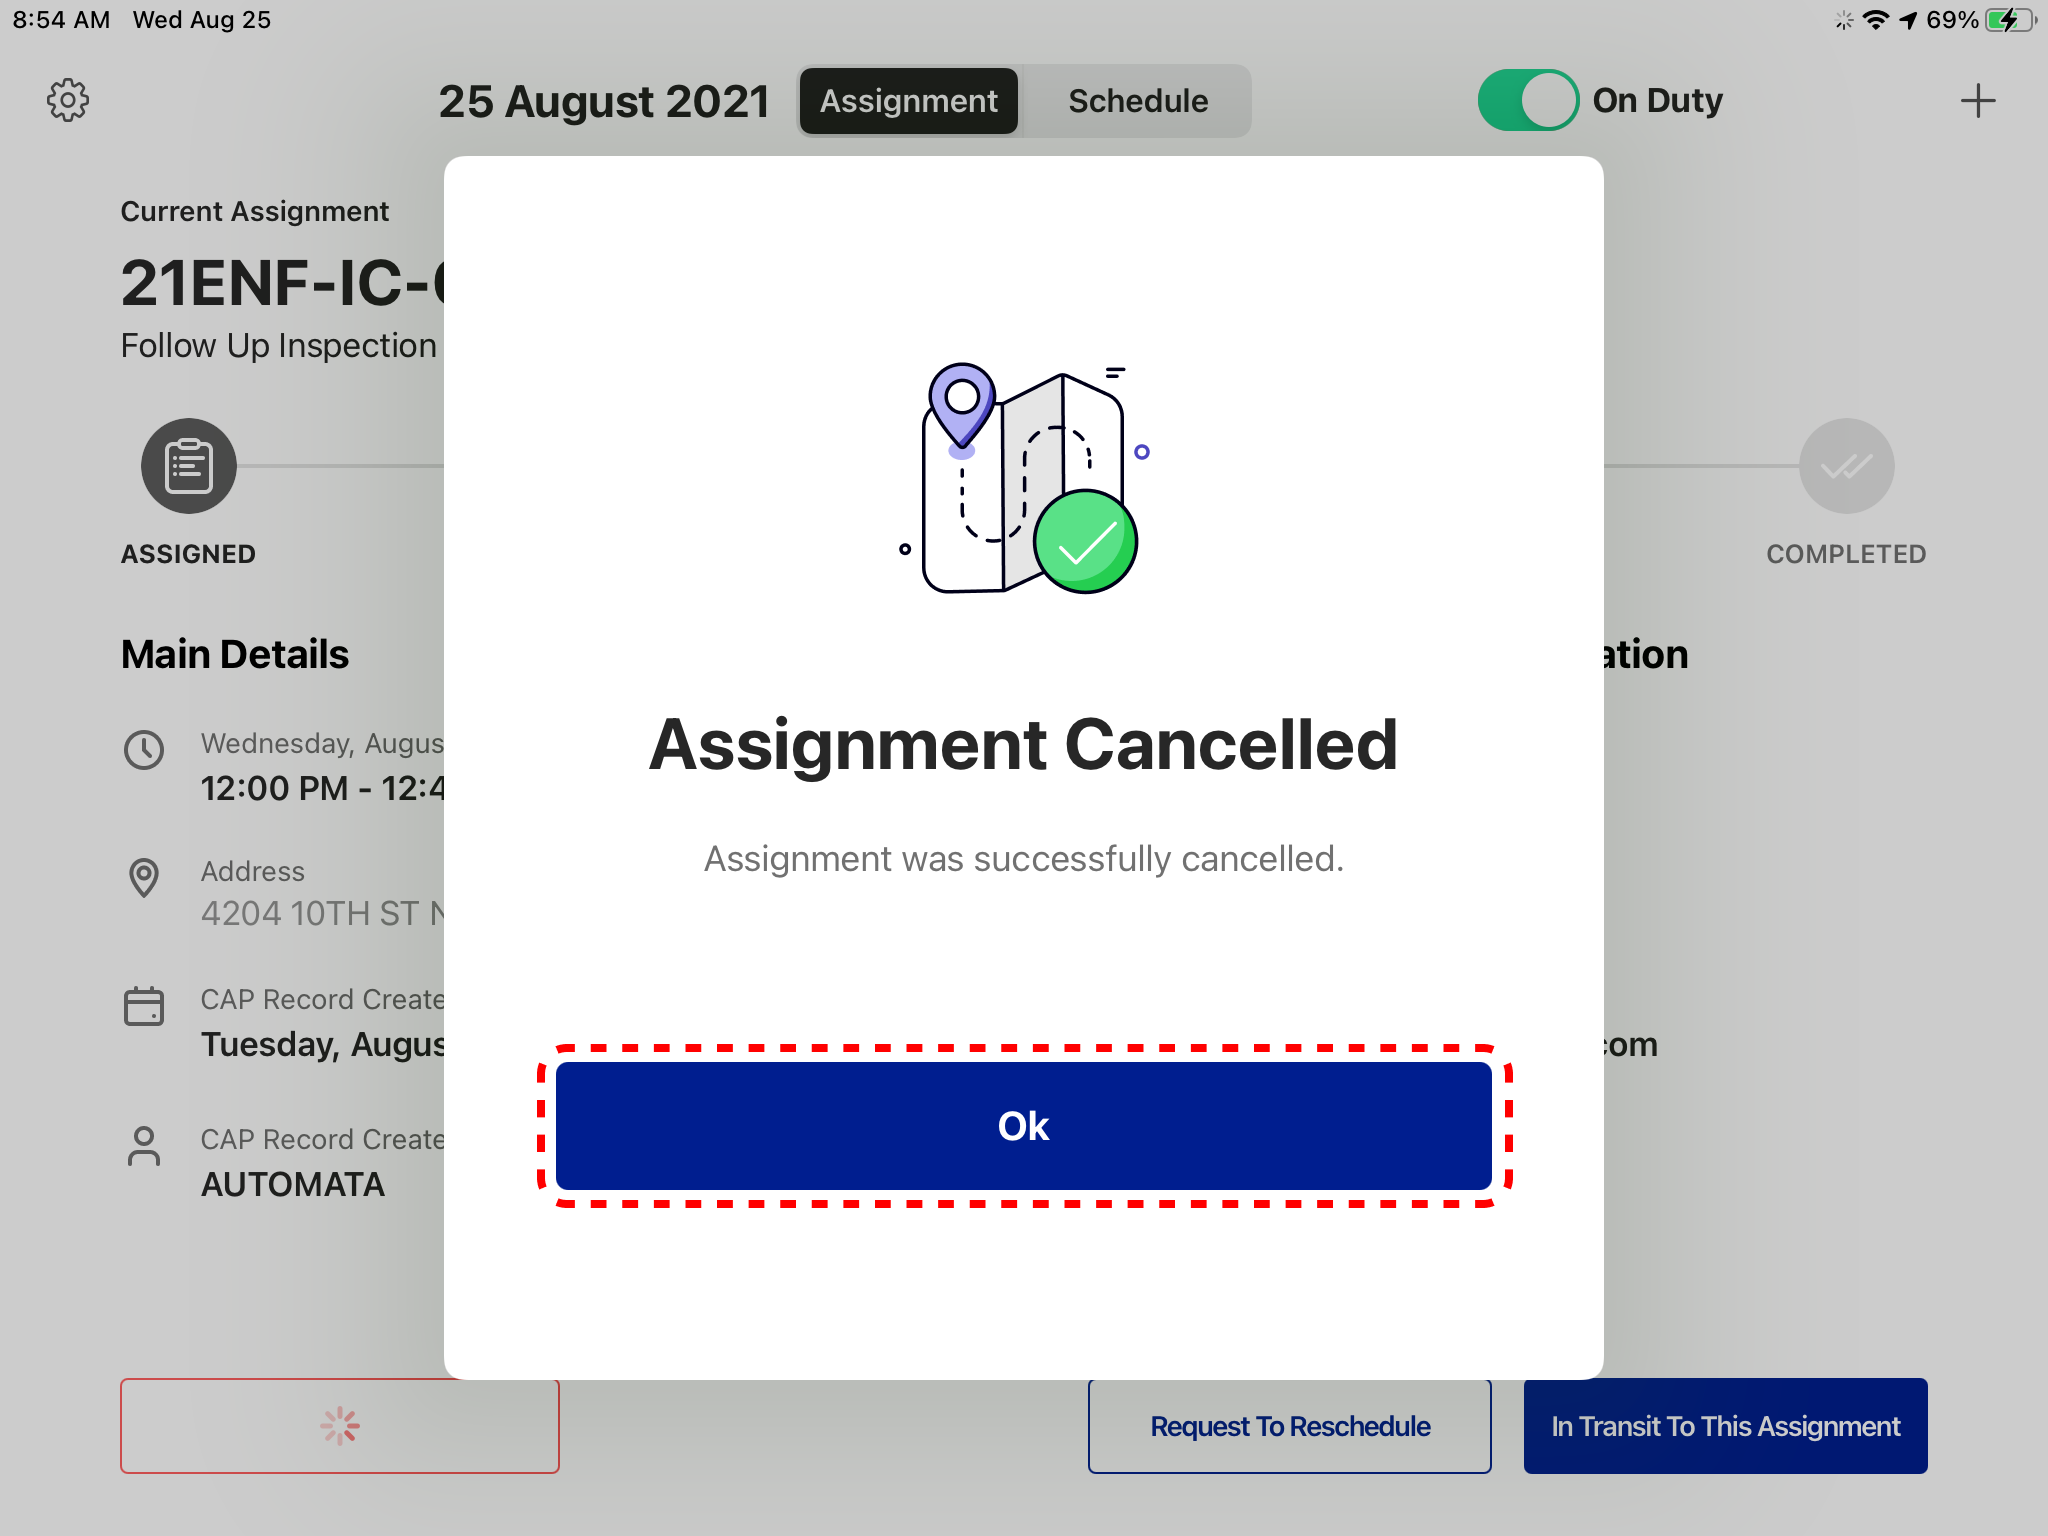 8:54 AM Wed Aug 25
69%
25 August 2021
Assignment
Schedule
On Duty
Current Assignment
21ENF-IC-
Follow Up Inspection
ASSIGNED
COMPLETED
Main Details
ation
Wednesday, Augus
12:00 PM - 12:4
Address
4204 10TH ST N
CAP Record Create
Tuesday, Augus
com
CAP Record Create
AUTOMATA
Assignment Cancelled
Assignment was successfully cancelled.
Ok
Request To Reschedule
In Transit To This Assignment